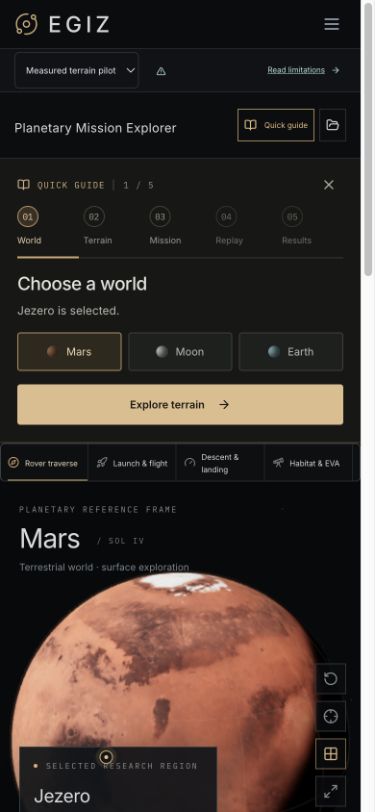 EGIZ
Measured terrain pilot
Read limitations →
Planetary Mission Explorer
Quick guide
QUICK GUIDE | 1 / 5
01 02 03 04 05
World Terrain Mission Replay Results
Choose a world
Jezero is selected.
Mars Moon Earth
Explore terrain →
Rover traverse Launch & flight Descent & landing Habitat & EVA
PLANETARY REFERENCE FRAME
Mars / SOL IV
Terrestrial world · surface exploration
SELECTED RESEARCH REGION
Jezero